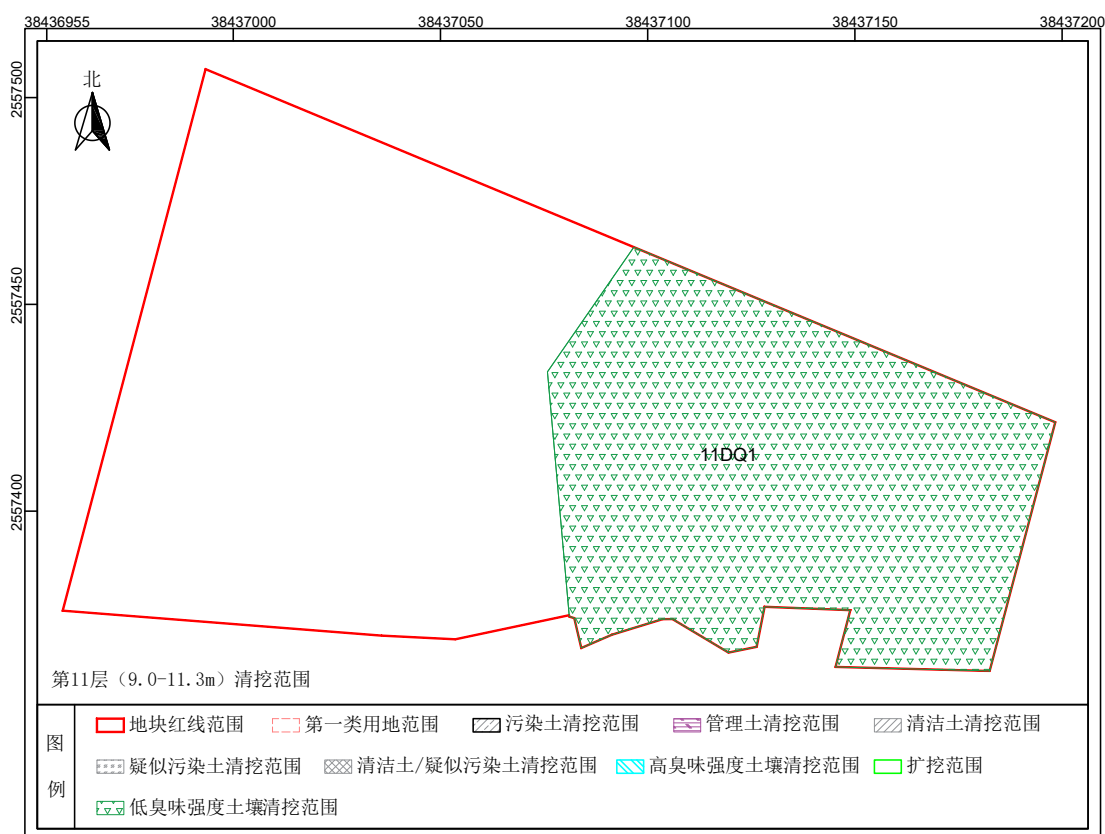 38436955 38437000 38437050 38437100 38437150 38437200
2557500
北
2557450
11DQ1
2557400
第11层（9.0-11.3m）清挖范围
图例
地块红线范围 第一类用地范围 污染土清挖范围 管理土清挖范围 清洁土清挖范围
疑似污染土清挖范围 清洁土/疑似污染土清挖范围 高臭味强度土壤清挖范围 扩挖范围
低臭味强度土壤清挖范围